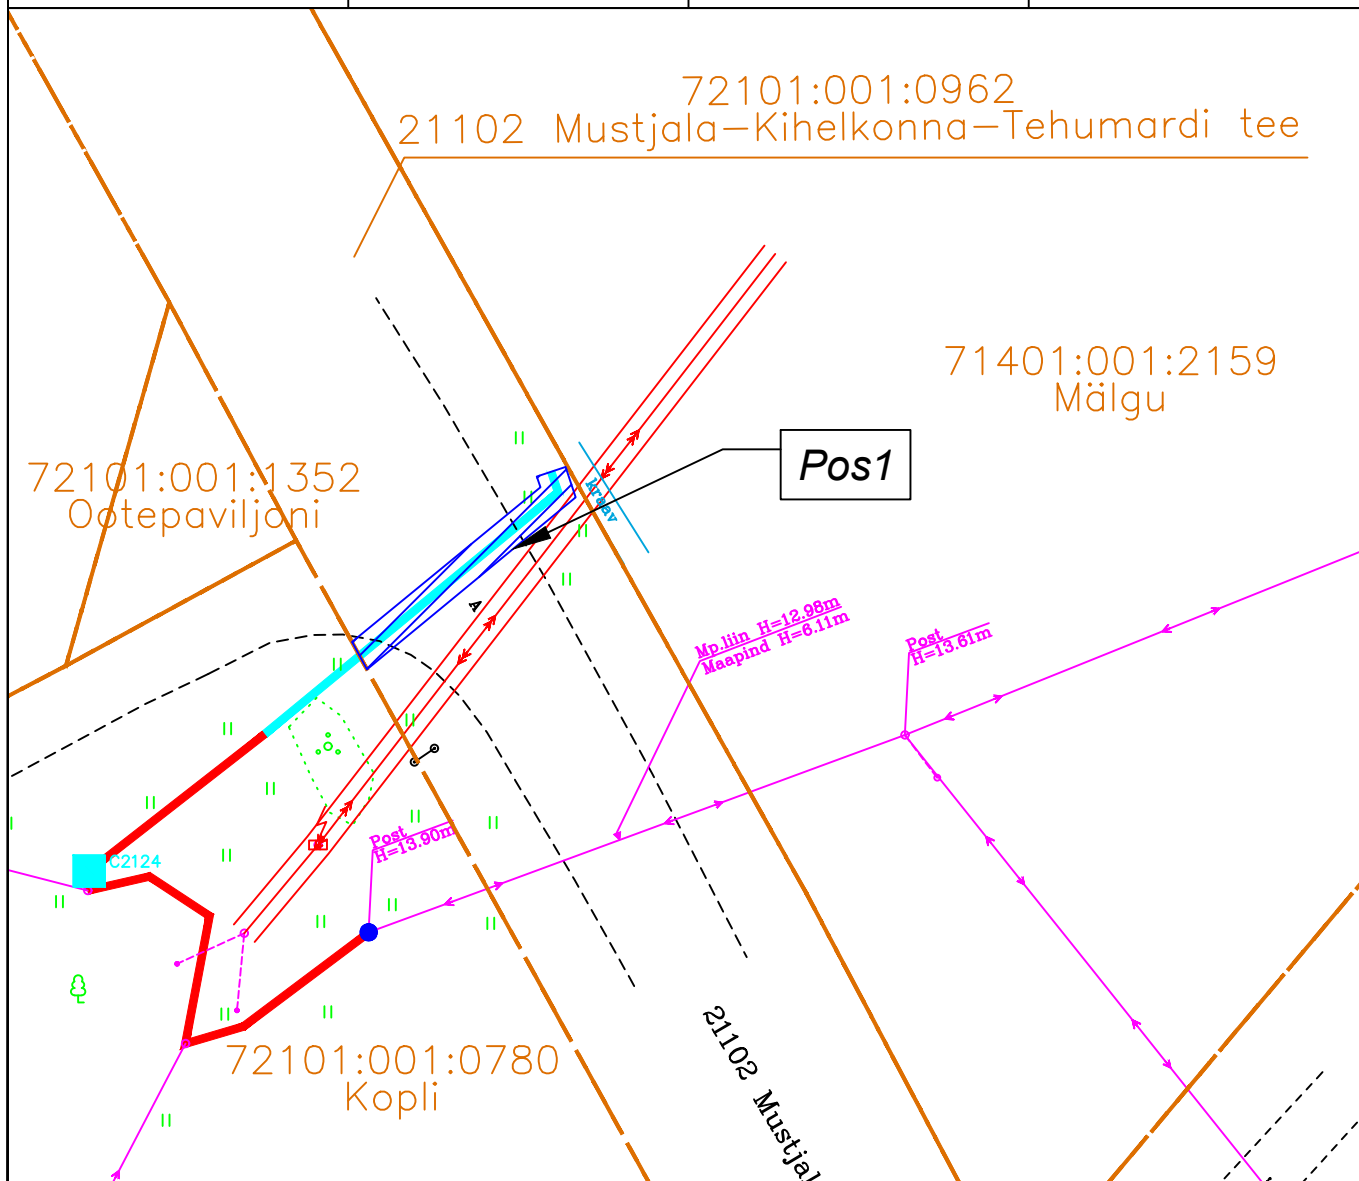 72101:001:0962
21102 Mustjala-Kihelkonna-Tehumardi tee
71401:001:2159
Mälgu
Pos1
72101:001:1352
Ootepaviljoni
kraav
A
Mp.liin H=12.98m
Maapind H=6.11m
Post
H=13.61m
Post
H=13.90m
C2124
72101:001:0780
Kopli
21102 Mustjal